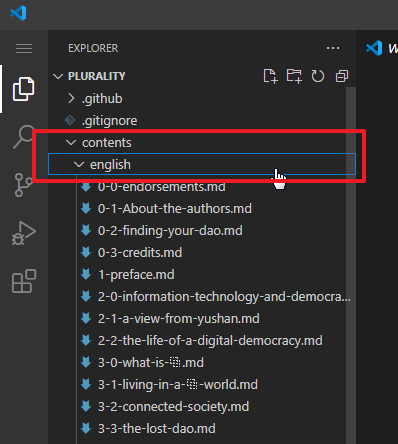 EXPLORER
W
PLURALITY
.github
.gitignore
contents
english
0-0-endorsements.md
0-1-About-the-authors.md
0-2-finding-your-dao.md
0-3-credits.md
1-preface.md
2-0-information-technology-and-democra...
2-1-a-view-from-yushan.md
2-2-the-life-of-a-digital-democracy.md
3-0-what-is-⿻.md
3-1-living-in-a-⿻-world.md
3-2-connected-society.md
3-3-the-lost-dao.md